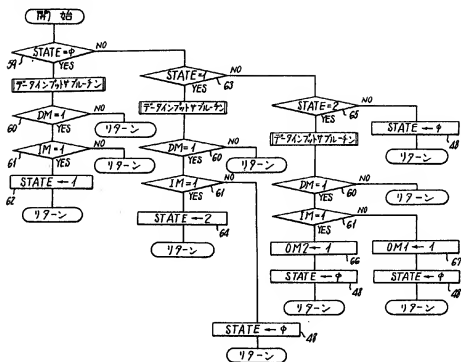 開始
STATE=φ
NO
59
YES
データインプットサブルーチン
DM=1
NO
60
YES
リターン
IM=1
NO
61
YES
リターン
STATE←1
62
リターン
STATE=1
NO
63
YES
データインプットサブルーチン
DM=1
NO
60
YES
リターン
IM=1
NO
61
YES
STATE←2
64
リターン
STATE←φ
48
リターン
STATE=2
NO
65
YES
STATE←φ
48
リターン
データインプットサブルーチン
DM=1
NO
60
YES
リターン
IM=1
NO
61
YES
OM2←1
66
STATE←φ
48
リターン
OM1←1
67
STATE←φ
48
リターン